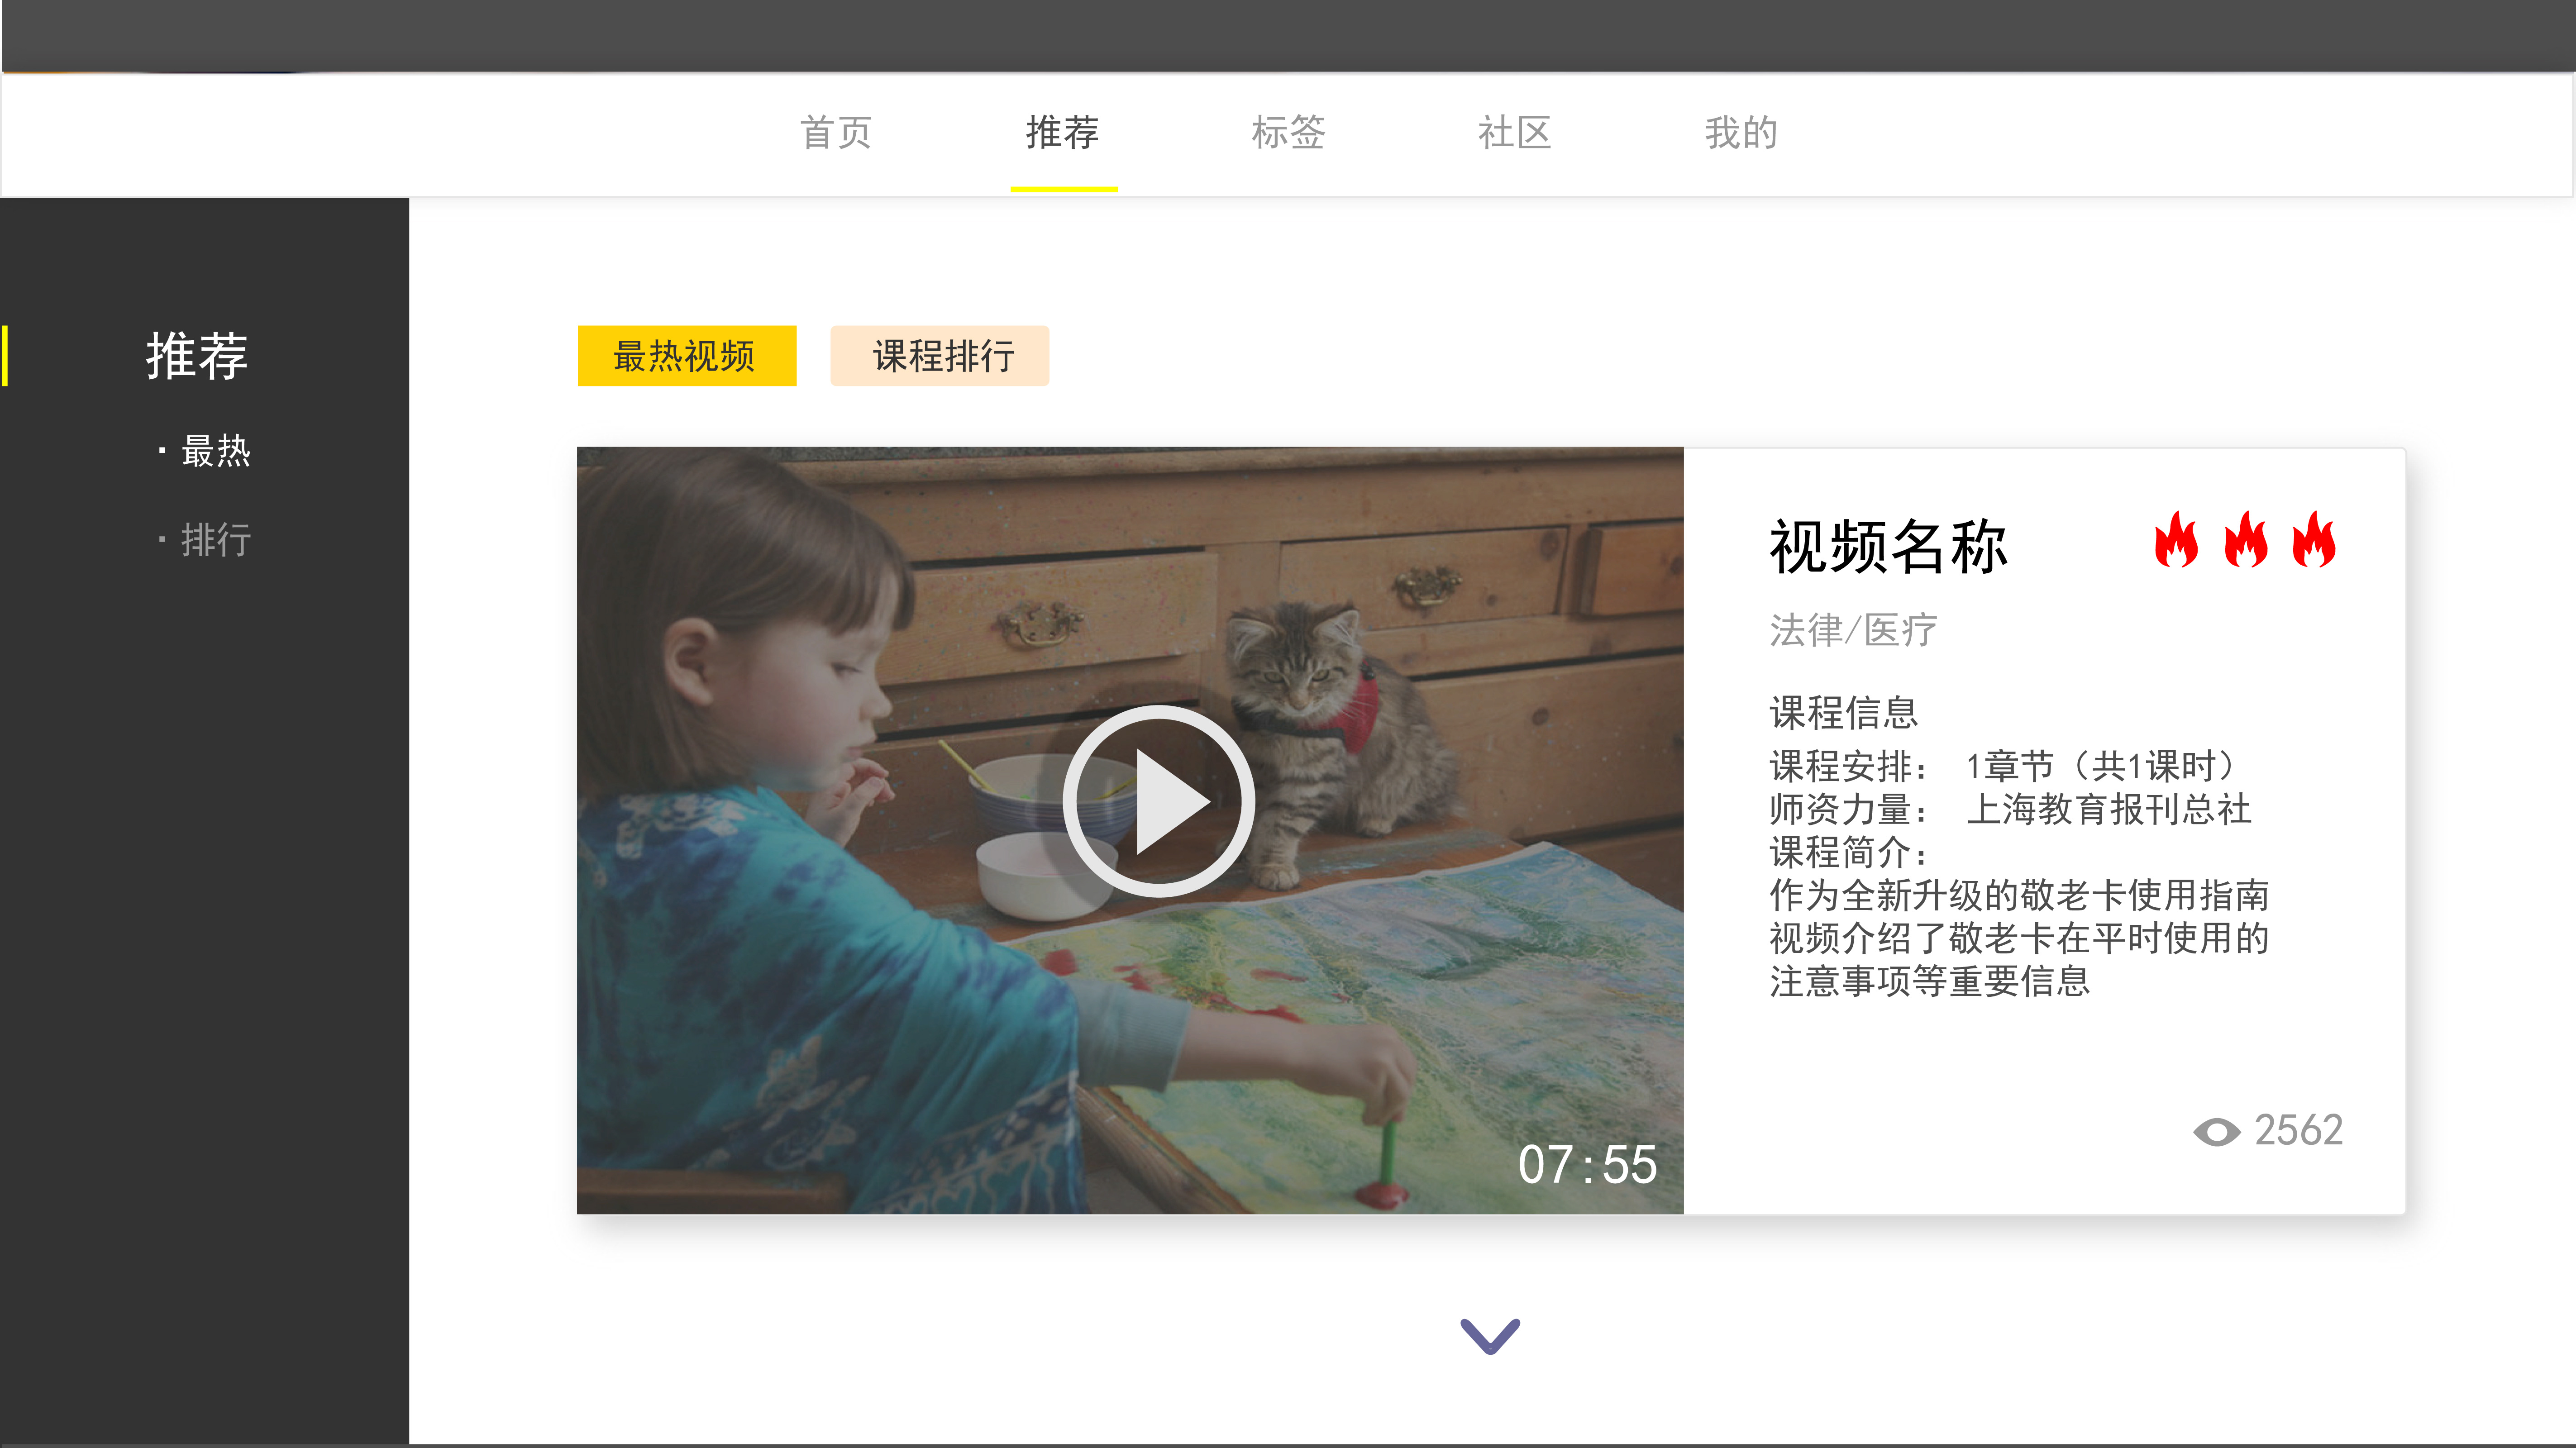 首页 推荐 标签 社区 我的
推荐
· 最热
· 排行
最热视频 课程排行
视频名称
法律/医疗
课程信息
课程安排： 1章节（共1课时）
师资力量： 上海教育报刊总社
课程简介：
作为全新升级的敬老卡使用指南
视频介绍了敬老卡在平时使用的
注意事项等重要信息
07:55
2562